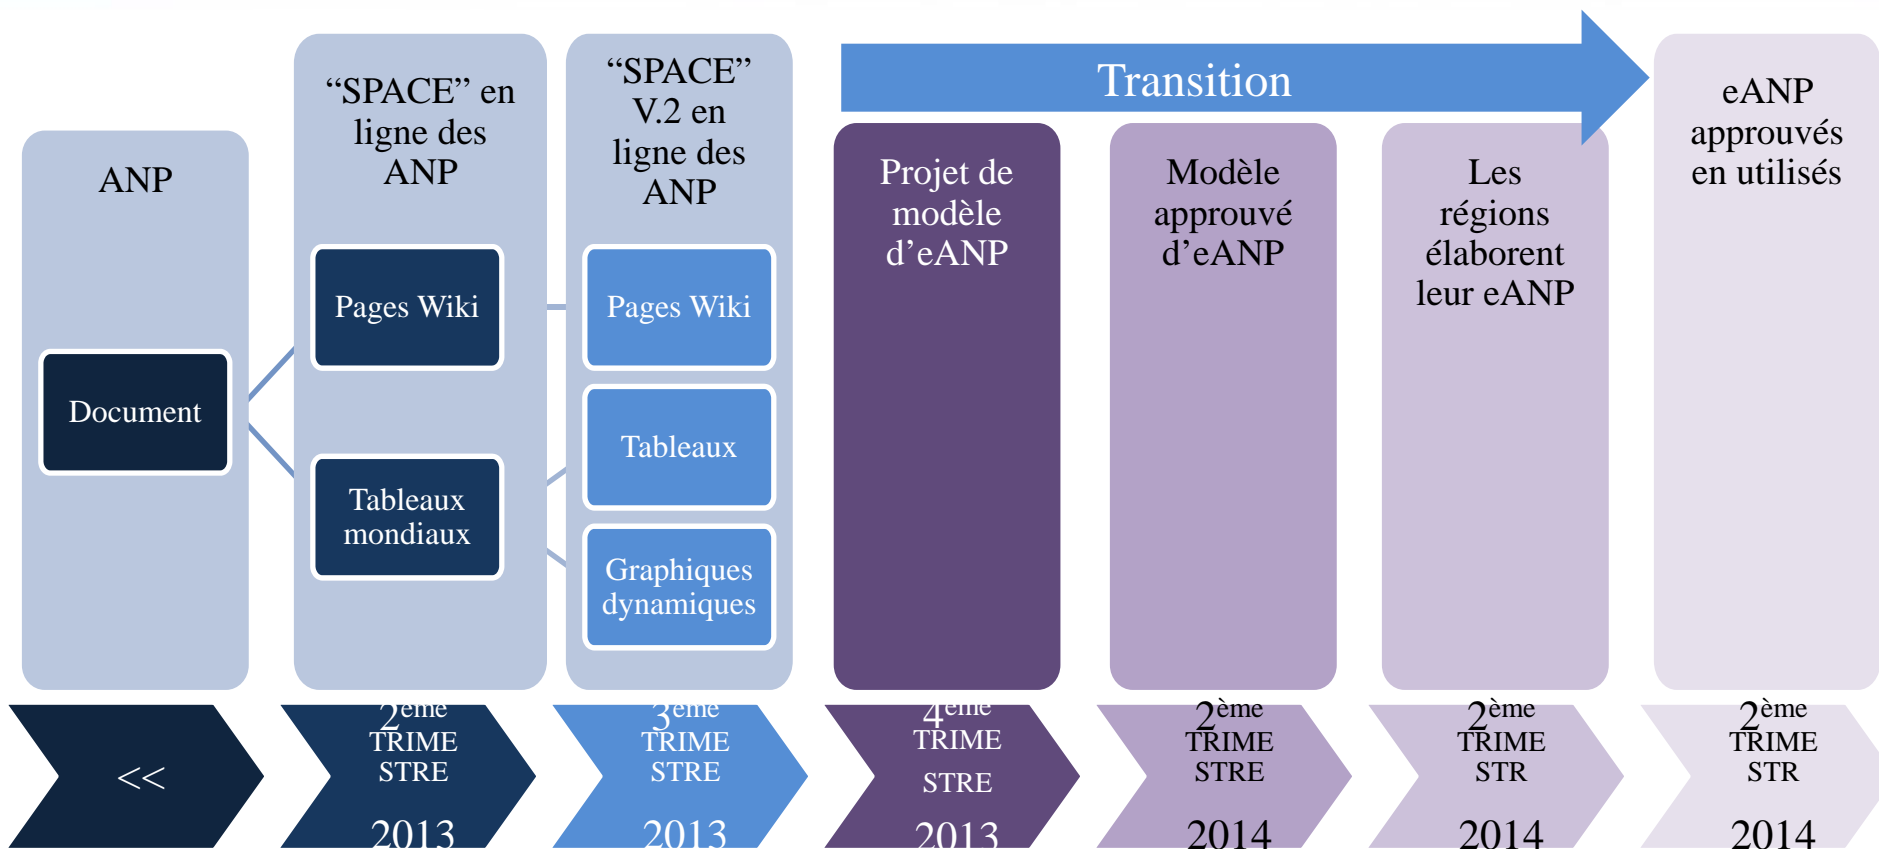 ANP
Document
<<
“SPACE” en
ligne des
ANP
Pages Wiki
Tableaux
mondiaux
2ème
TRIME
STRE
2013
“SPACE”
V.2 en
ligne des
ANP
Pages Wiki
Tableaux
Graphiques
dynamiques
3ème
TRIME
STRE
2013
Transition
Projet de
modèle
d’eANP
4ème
TRIME
STRE
2013
Modèle
approuvé
d’eANP
2ème
TRIME
STRE
2014
Les
régions
élaborent
leur eANP
2ème
TRIME
STR
2014
eANP
approuvés
en utilisés
2ème
TRIME
STR
2014